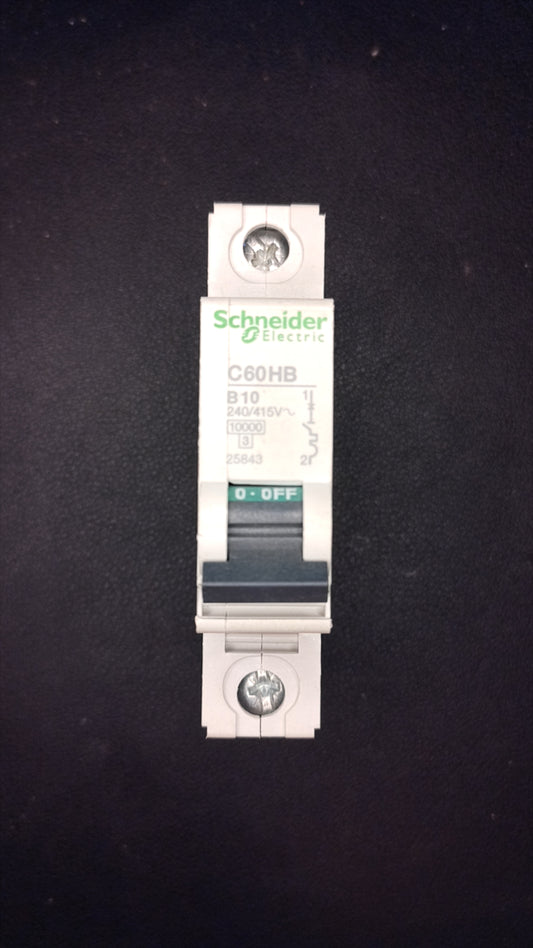 Schneider
Electric
C60HB
B10
1
240/415V~
10000
3
25843
2
0·OFF